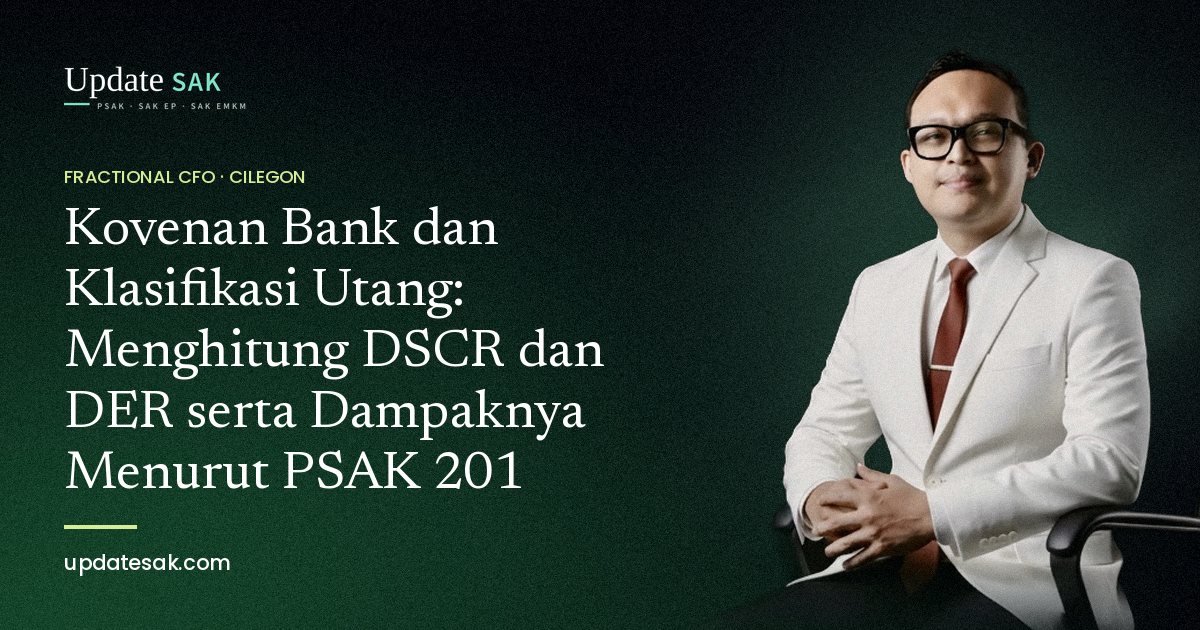 Update SAK
PSAK · SAK EP · SAK EMKM
FRACTIONAL CFO · CILEGON
Kovenan Bank dan
Klasifikasi Utang:
Menghitung DSCR dan
DER serta Dampaknya
Menurut PSAK 201
updatesak.com